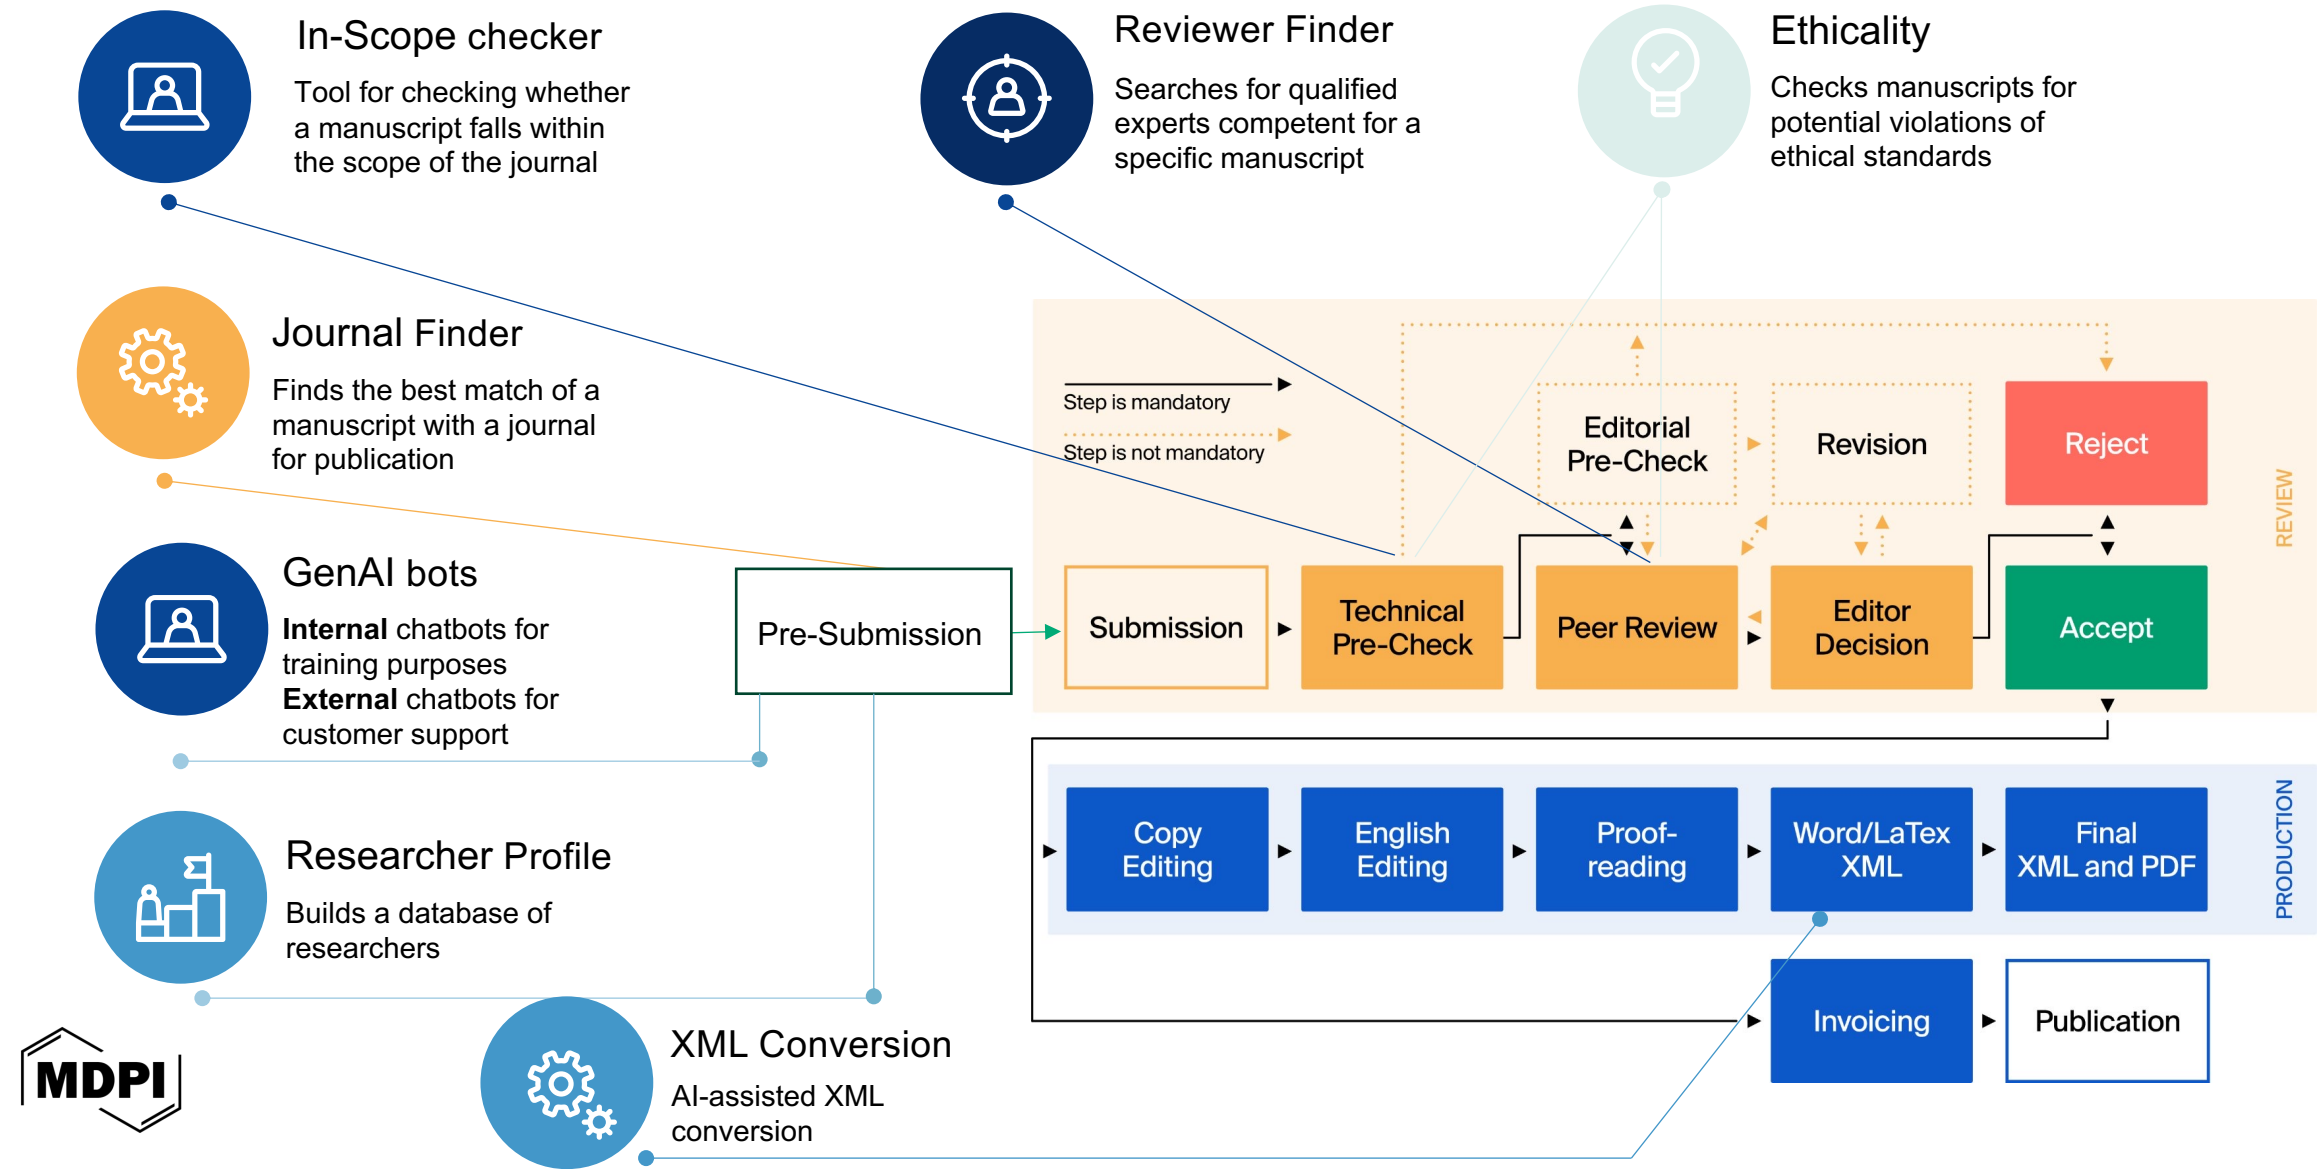 In-Scope checker
Tool for checking whether
a manuscript falls within
the scope of the journal
Reviewer Finder
Searches for qualified
experts competent for a
specific manuscript
Ethicality
Checks manuscripts for
potential violations of
ethical standards
Journal Finder
Finds the best match of a
manuscript with a journal
for publication
GenAI bots
Internal chatbots for
training purposes
External chatbots for
customer support
Researcher Profile
Builds a database of
researchers
XML Conversion
AI-assisted XML
conversion
MDPI
Pre-Submission
Step is mandatory
Step is not mandatory
Editorial
Pre-Check
Revision
Reject
REVIEW
Submission
Technical
Pre-Check
Peer Review
Editor
Decision
Accept
Copy
Editing
English
Editing
Proof-
reading
Word/LaTex
XML
Final
XML and PDF
PRODUCTION
Invoicing
Publication